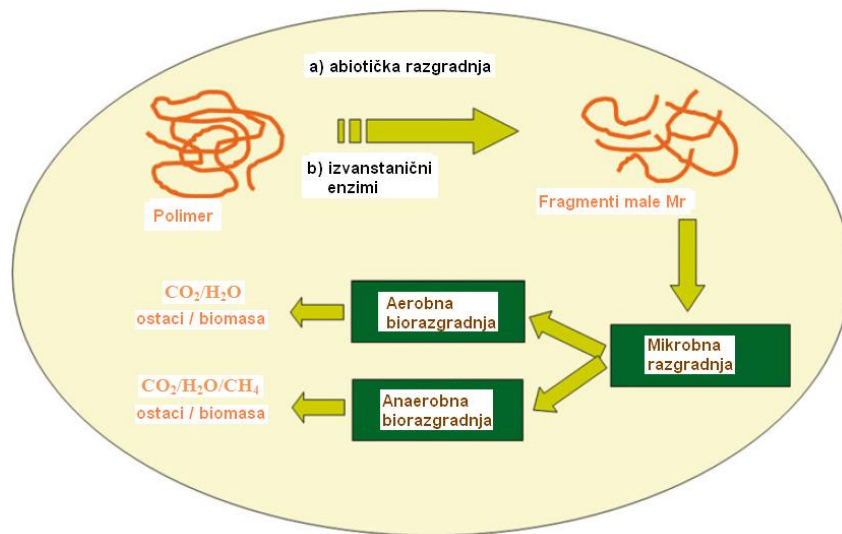 a) abiotička razgradnja
b) izvanstanični
enzimi
Polimer
Fragmenti male Mr
Mikrobna
razgradnja
Aerobna
biorazgradnja
CO₂/H₂O
ostaci / biomasa
Anaerobna
biorazgradnja
CO₂/H₂O/CH₄
ostaci / biomasa